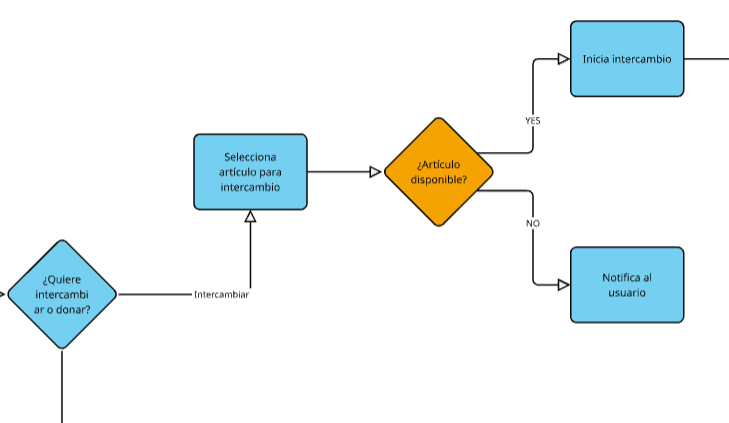 ¿Quiere
intercambi
ar o donar?
Intercambiar
Selecciona
artículo para
intercambio
¿Artículo
disponible?
YES
Inicia intercambio
NO
Notifica al
usuario